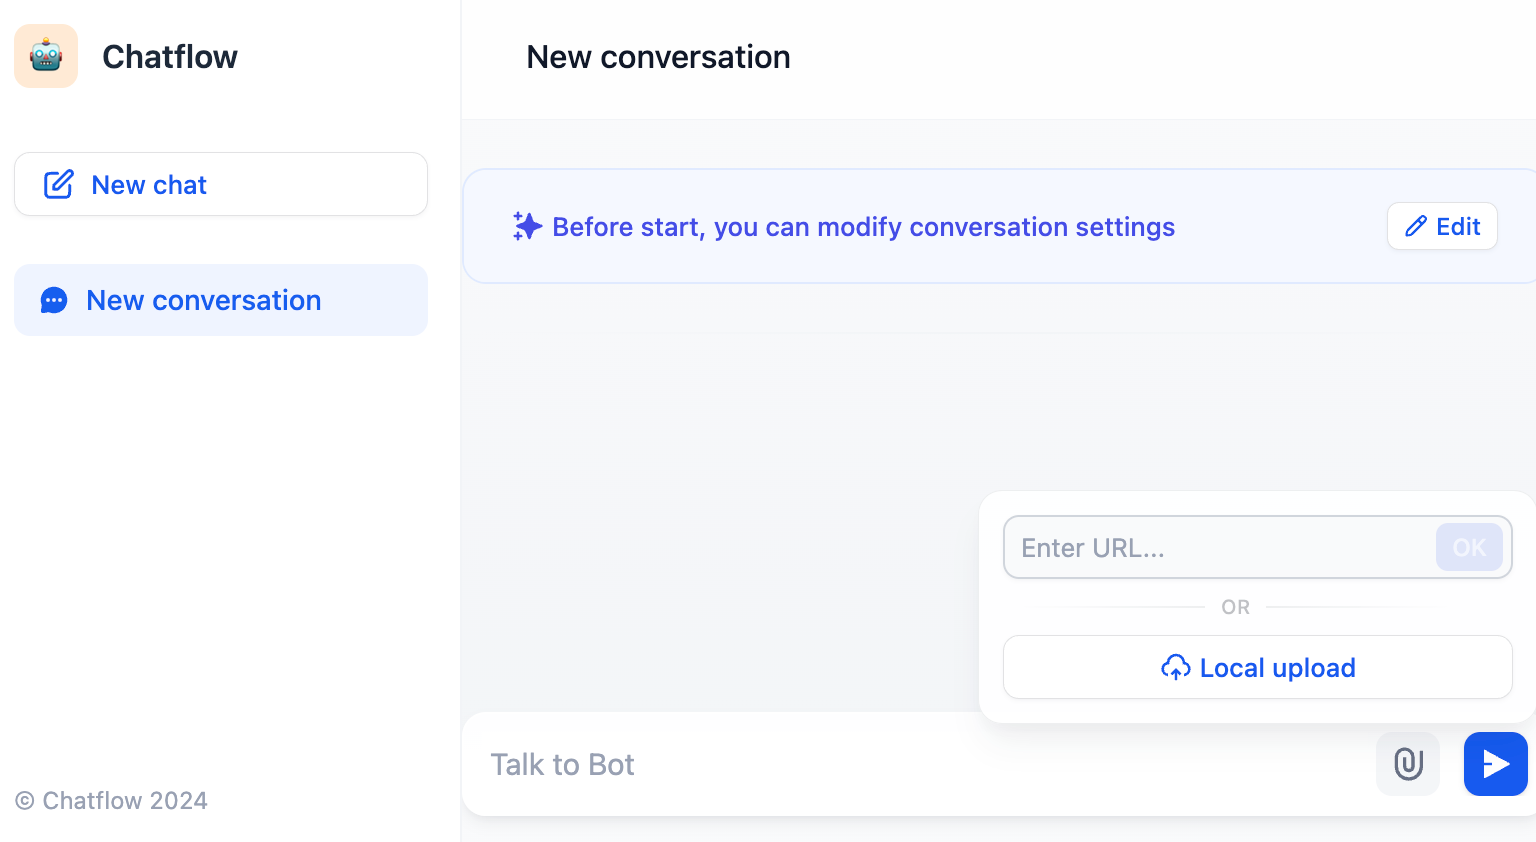 Chatflow
New conversation
New chat
Before start, you can modify conversation settings
Edit
New conversation
Enter URL...
OK
OR
Local upload
Talk to Bot
© Chatflow 2024